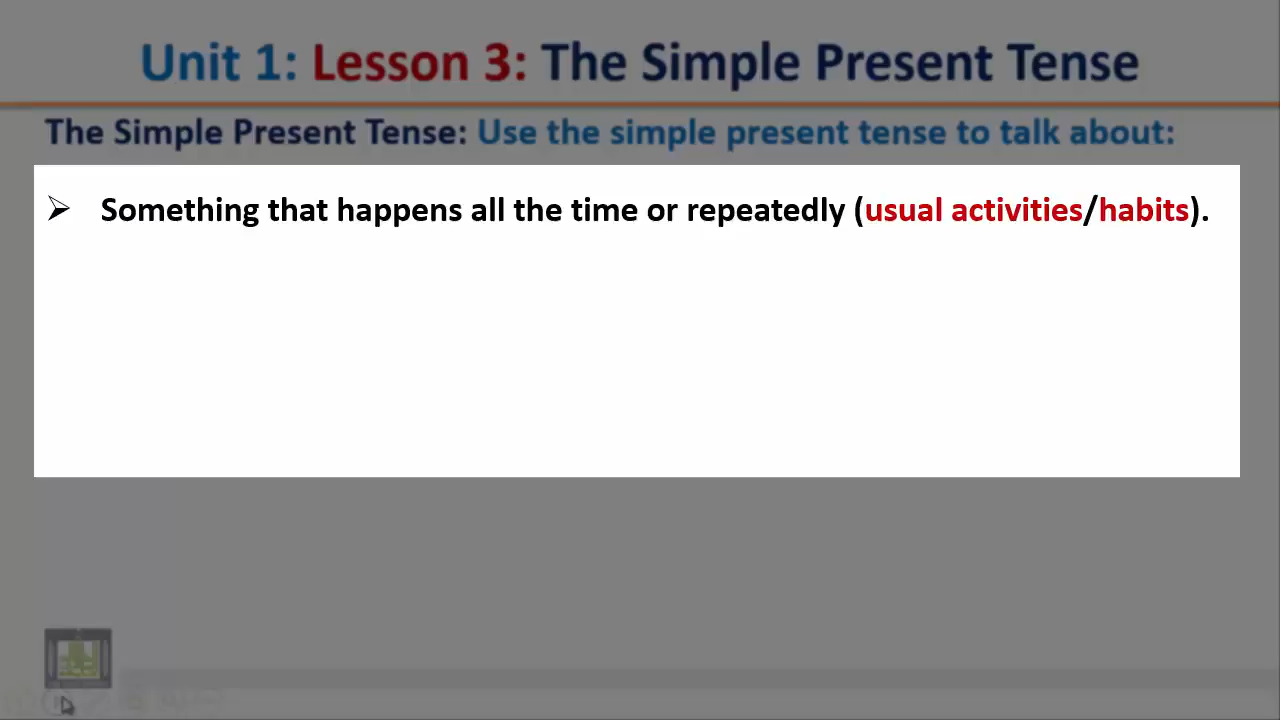 Unit 1: Lesson 3: The Simple Present Tense
The Simple Present Tense: Use the simple present tense to talk about:
➢ Something that happens all the time or repeatedly (usual activities/habits).